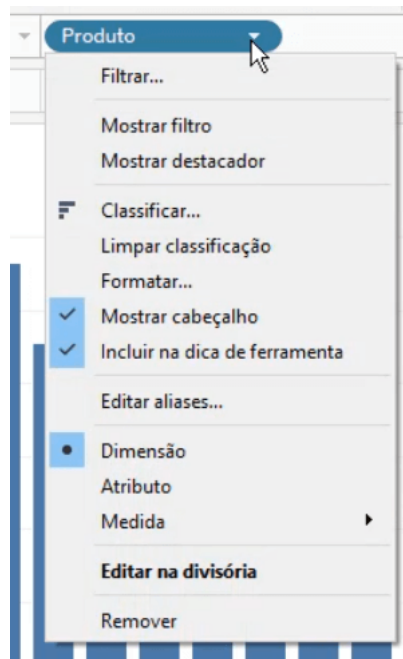 Produto
Filtrar...
Mostrar filtro
Mostrar destacador
Classificar...
Limpar classificação
Formatar...
Mostrar cabeçalho
Incluir na dica de ferramenta
Editar aliases...
Dimensão
Atributo
Medida
Editar na divisória
Remover